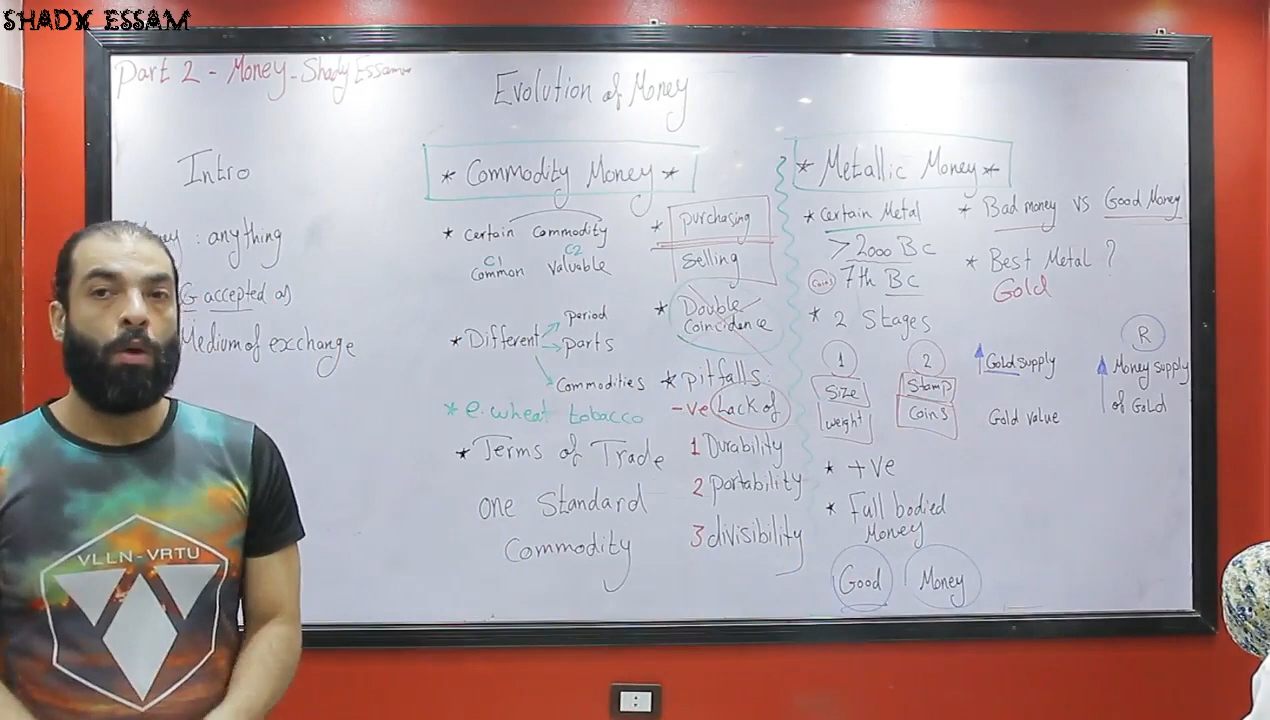 SHADY ESSAM
Part 2 - Money - Shady Essam
Evolution of Money
Intro
: anything
G accepted as
Medium of exchange
* Commodity Money *
* Certain Commodity
C1 C2
Common Valuable
* Different
period
parts
Commodities
* e. wheat tobacco
* Terms of Trade
one Standard
Commodity
* purchasing
Selling
* Double
Coincidence
* pitfalls:
-ve Lack of
1 Durability
2 portability
3 divisibility
* Metallic Money *
* Certain Metal
> 2000 BC
Coins 7th BC
* 2 Stages
1 2
Size Stamp
weight Coins
* +ve
* Full bodied
Money
Good Money
* Bad money vs Good Money
* Best Metal ?
Gold
Gold supply
Gold value
R
Money supply
of Gold
VLLN-VRTU